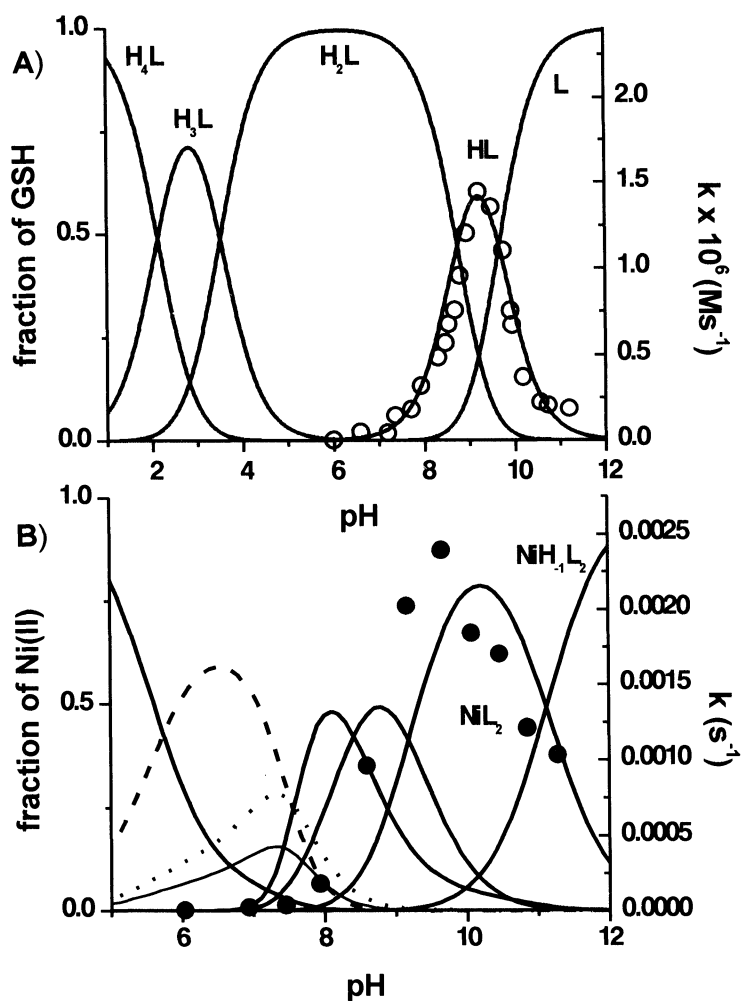 A)
1.0
0.5
0.0
fraction of GSH
H₄L
H₃L
H₂L
HL
L
2.0
1.5
1.0
0.5
0.0
k x 10⁶ (Ms⁻¹)
2
4
6
8
10
12
pH
B)
1.0
0.5
0.0
fraction of Ni(II)
NiH₋₁L₂
NiL₂
0.0025
0.0020
0.0015
0.0010
0.0005
0.0000
k (s⁻¹)
6
8
10
12
pH